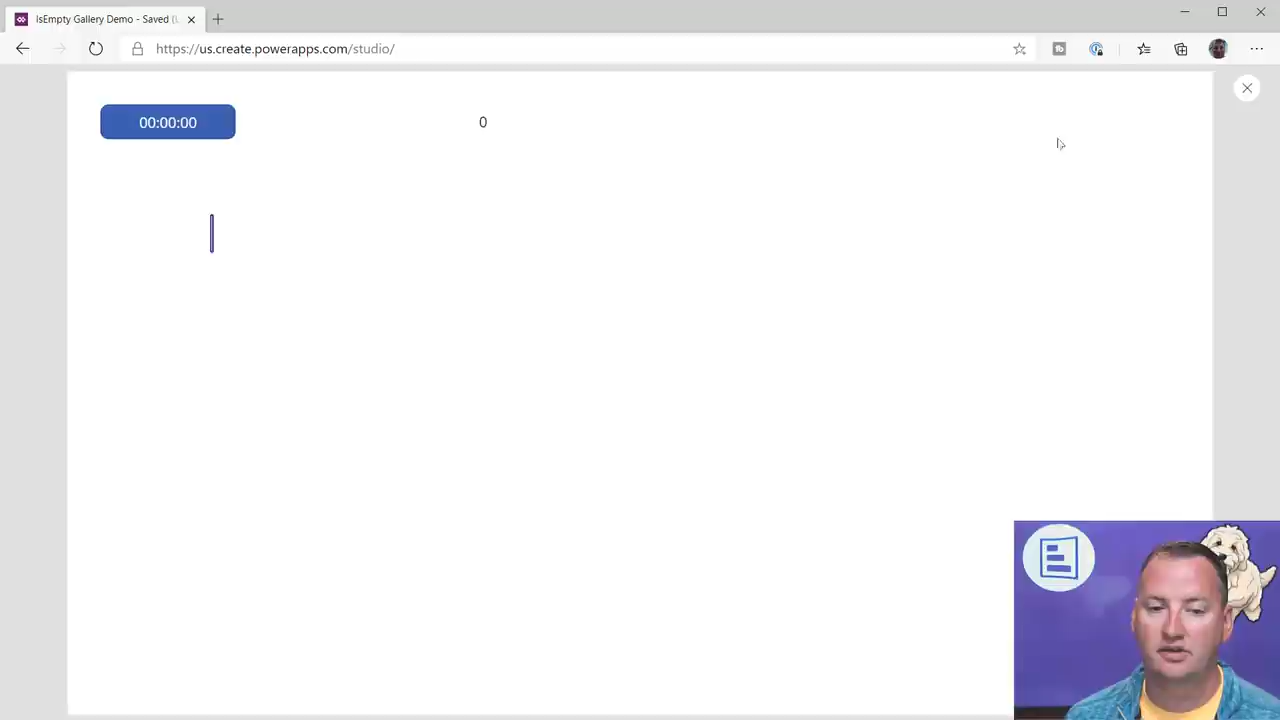 IsEmpty Gallery Demo - Saved (
https://us.create.powerapps.com/studio/
00:00:00
0